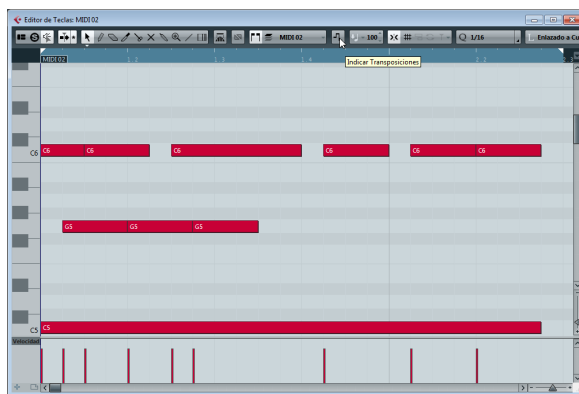 Editor de Teclas: MIDI 02
MIDI 02
100
Q 1/16
Enlazado a Cu
MIDI 02
1. 2
1. 3
1. 4
2. 2
2. 3
Indicar Transposiciones
C6 C6 C6 C6 C6 C6 C6
G5 G5 G5
C5 C5
Velocidad